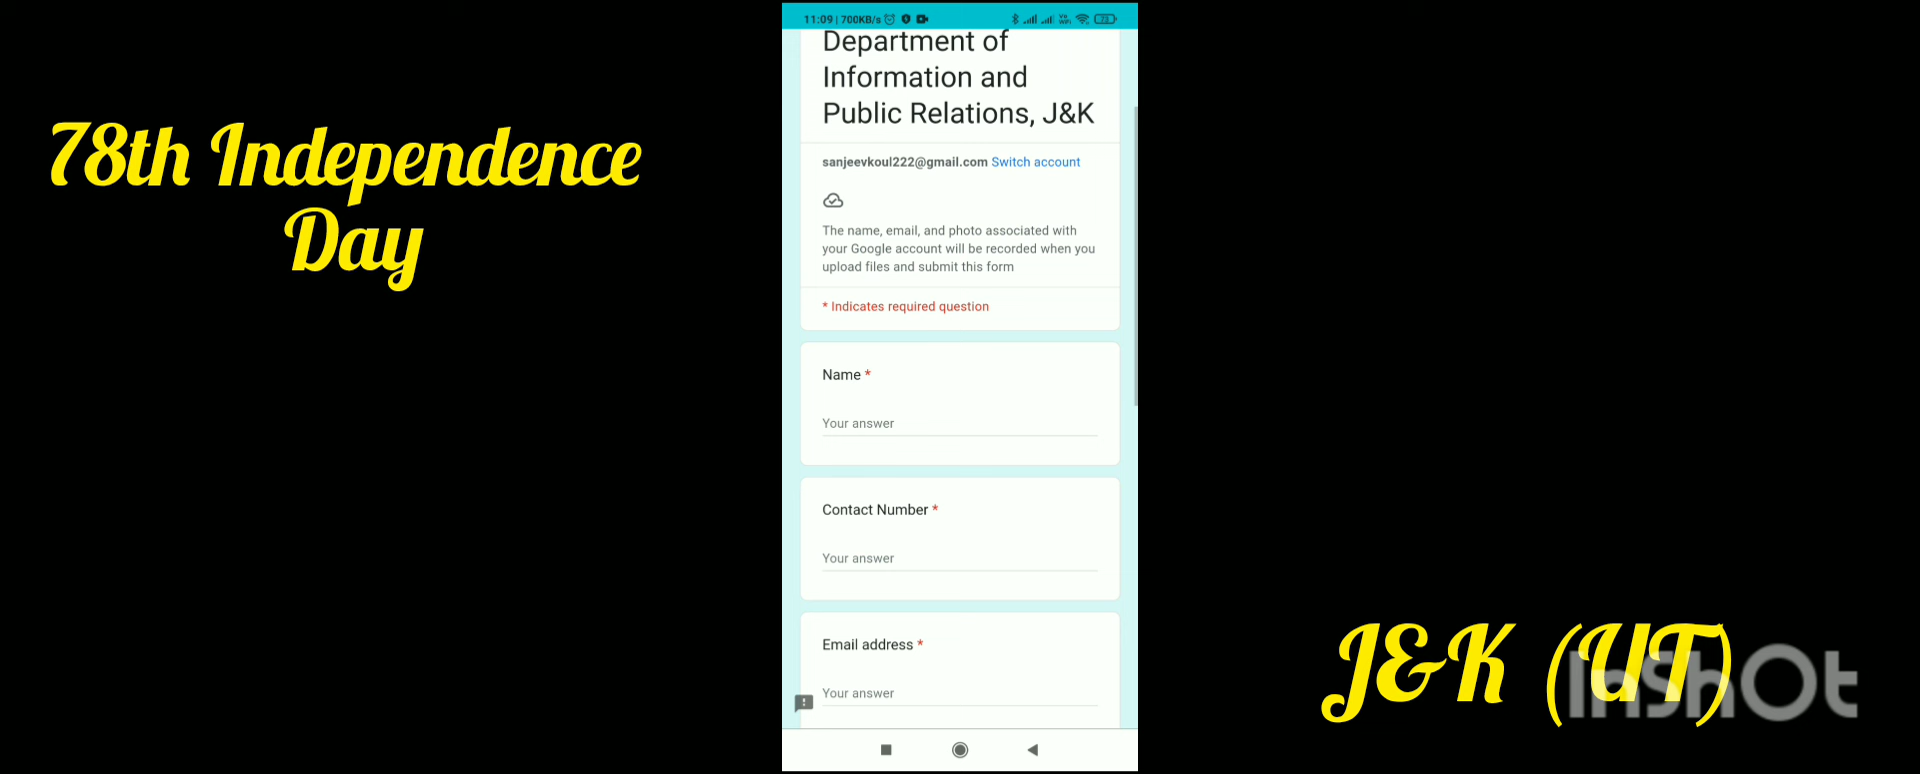 78th Independence
Day
11:09 | 700KB/s
Department of
Information and
Public Relations, J&K
sanjeevkoul222@gmail.com Switch account
The name, email, and photo associated with
your Google account will be recorded when you
upload files and submit this form
* Indicates required question
Name *
Your answer
Contact Number *
Your answer
Email address *
Your answer
J&K (UT)
InShOt